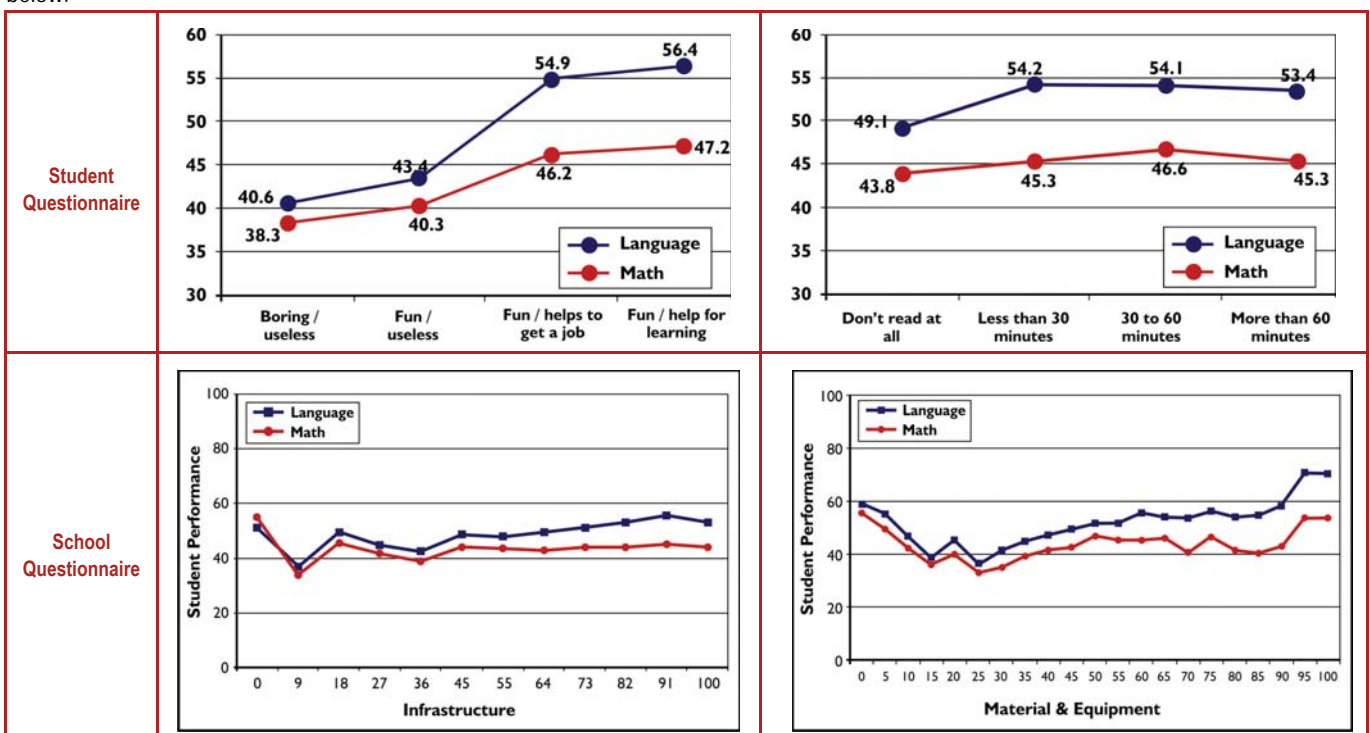 Student
Questionnaire
60
55
50
45
40
35
30
40.6
43.4
54.9
56.4
38.3
40.3
46.2
47.2
Language
Math
Boring /
useless
Fun /
useless
Fun / helps to
get a job
Fun / help for
learning
60
55
50
45
40
35
30
49.1
54.2
54.1
53.4
43.8
45.3
46.6
45.3
Language
Math
Don't read at
all
Less than 30
minutes
30 to 60
minutes
More than 60
minutes
School
Questionnaire
Student Performance
100
80
60
40
20
0
Language
Math
0 9 18 27 36 45 55 64 73 82 91 100
Infrastructure
Student Performance
100
80
60
40
20
0
Language
Math
0 5 10 15 20 25 30 35 40 45 50 55 60 65 70 75 80 85 90 95 100
Material & Equipment